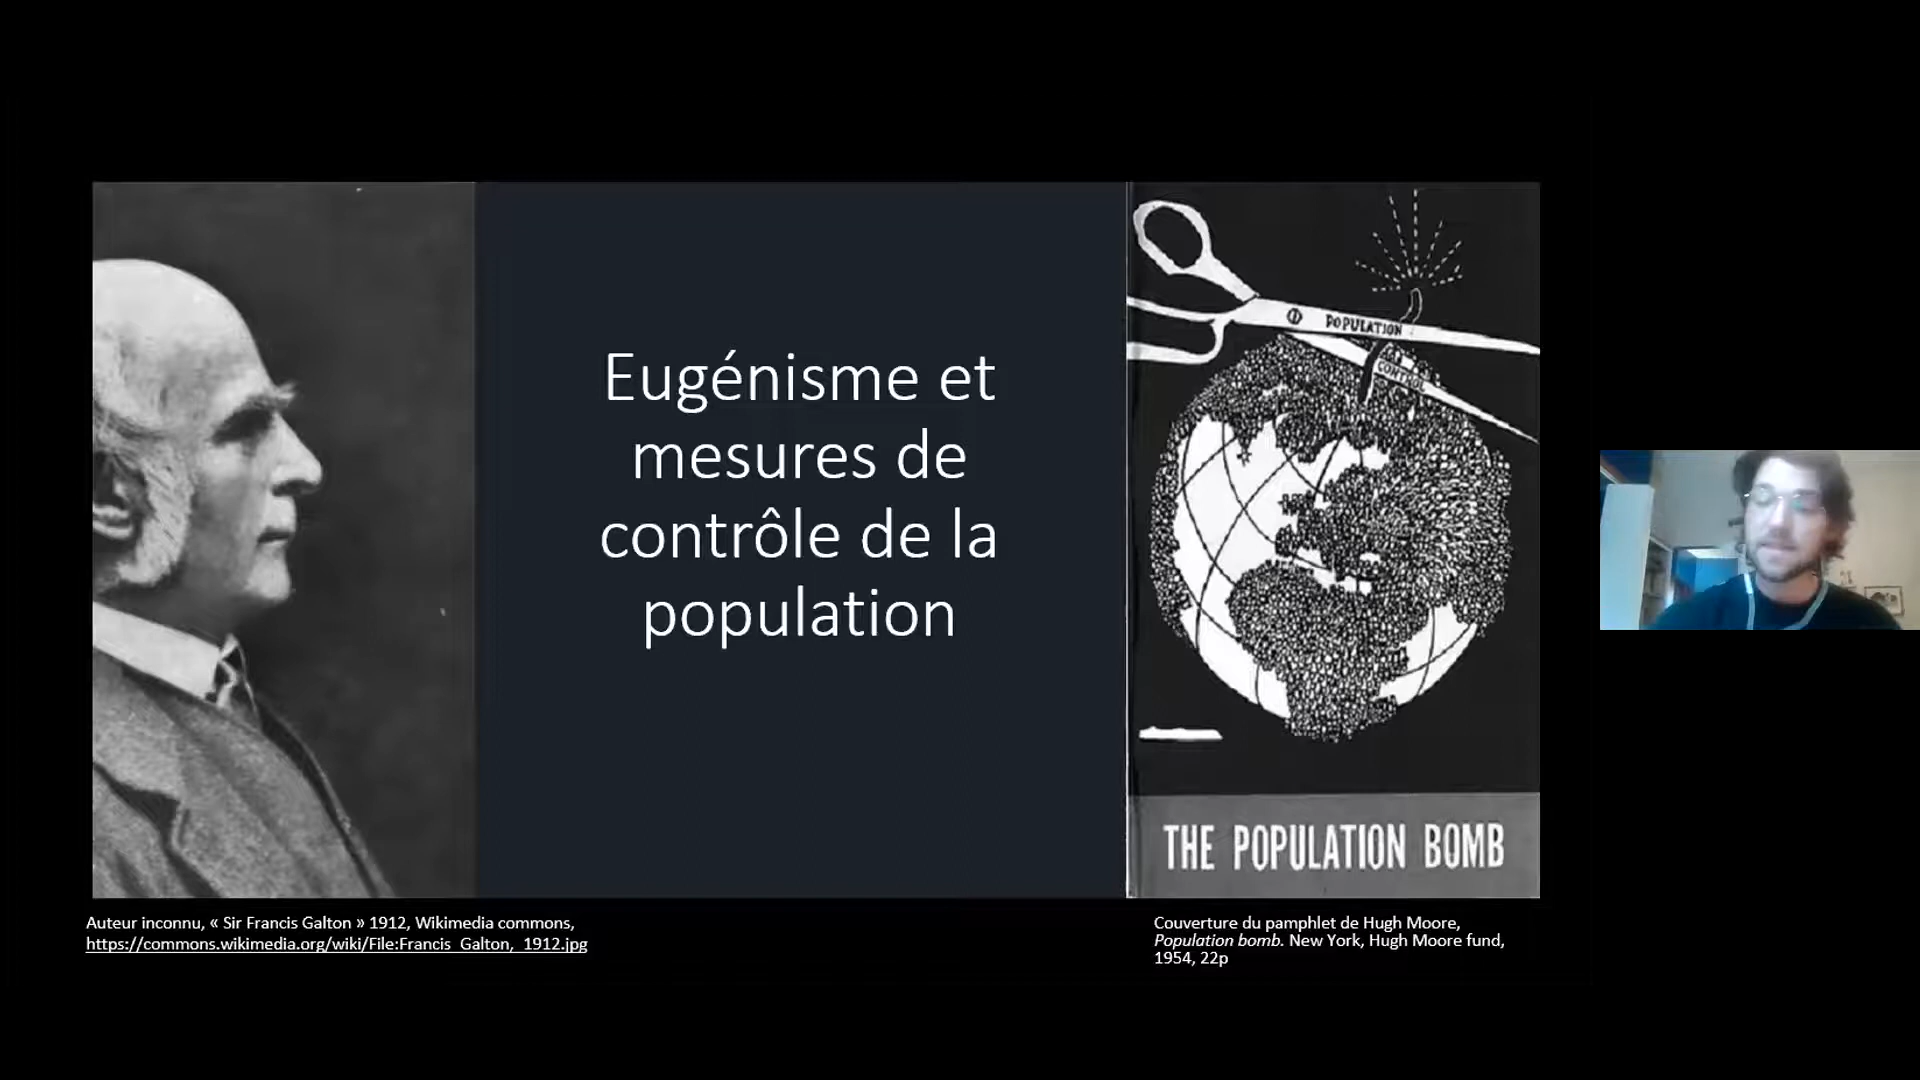 Eugénisme et
mesures de
contrôle de la
population
POPULATION
CONTROL
THE POPULATION BOMB
Auteur inconnu, « Sir Francis Galton » 1912, Wikimedia commons,
https://commons.wikimedia.org/wiki/File:Francis_Galton,_1912.jpg
Couverture du pamphlet de Hugh Moore,
Population bomb. New York, Hugh Moore fund,
1954, 22p